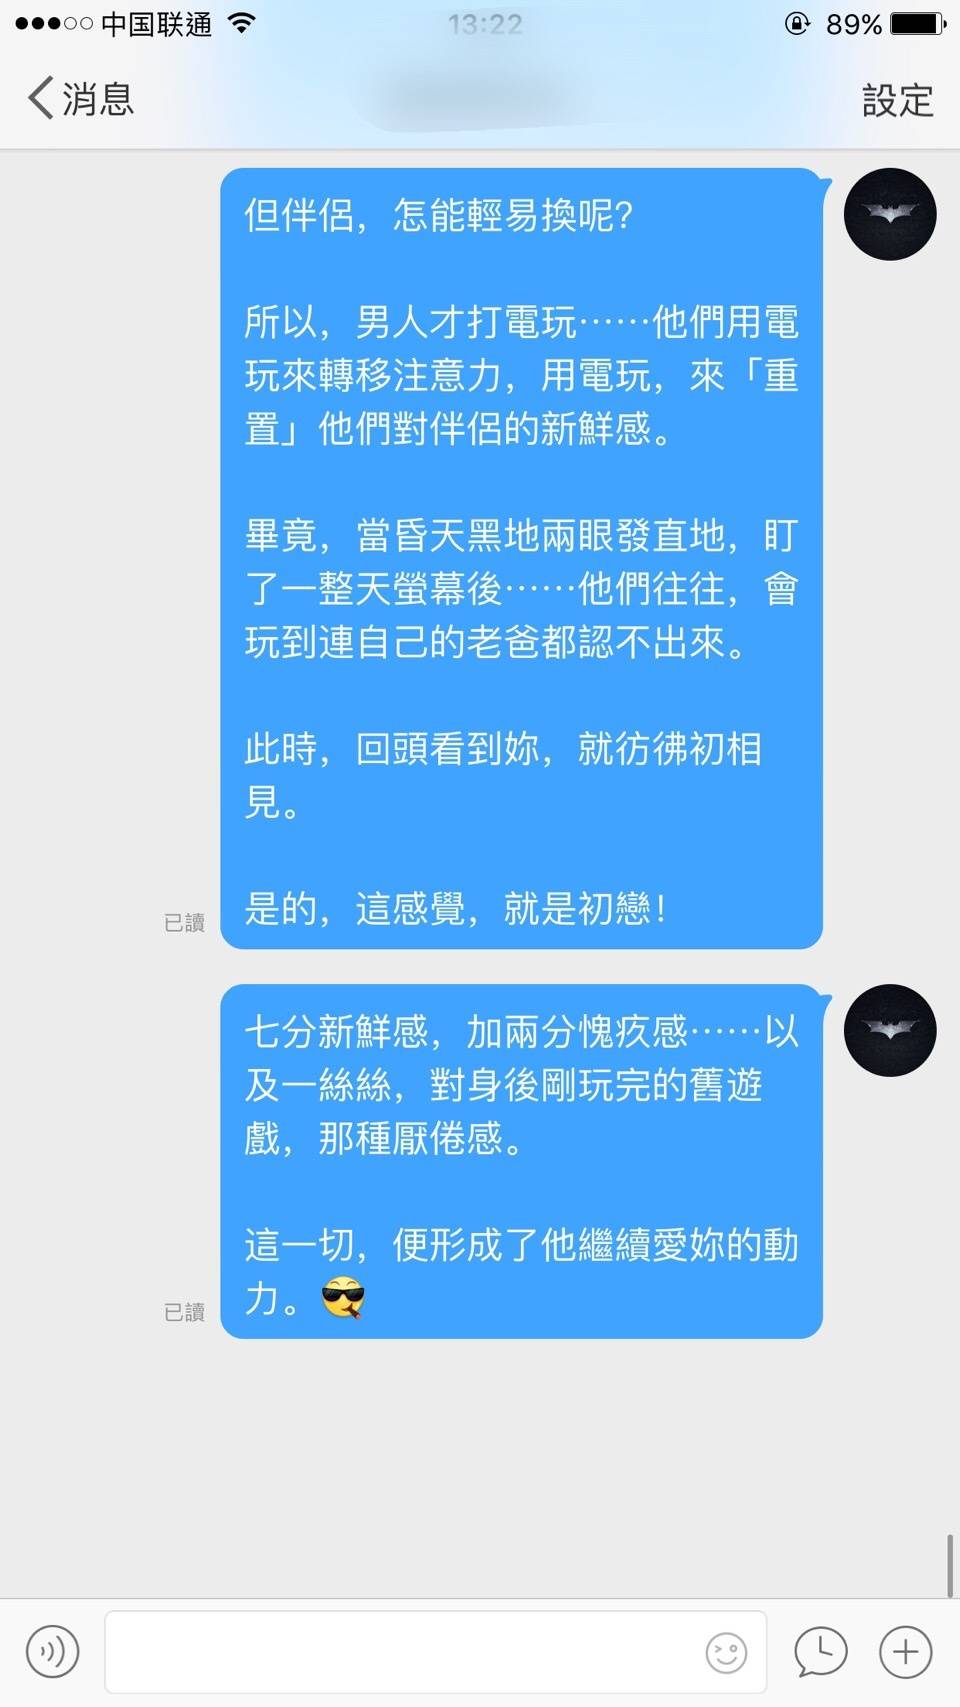 中国联通
13:22
89%
消息
設定
但伴侶，怎能輕易換呢？
所以，男人才打電玩⋯⋯他們用電
玩來轉移注意力，用電玩，來「重
置」他們對伴侶的新鮮感。
畢竟，當昏天黑地兩眼發直地，盯
了一整天螢幕後⋯⋯他們往往，會
玩到連自己的老爸都認不出來。
此時，回頭看到妳，就彷彿初相
見。
是的，這感覺，就是初戀！
已讀
七分新鮮感，加兩分愧疚感⋯⋯以
及一絲絲，對身後剛玩完的舊遊
戲，那種厭倦感。
這一切，便形成了他繼續愛妳的動
力。😎
已讀